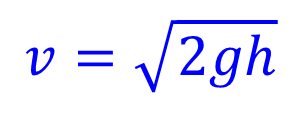 v = √2gh